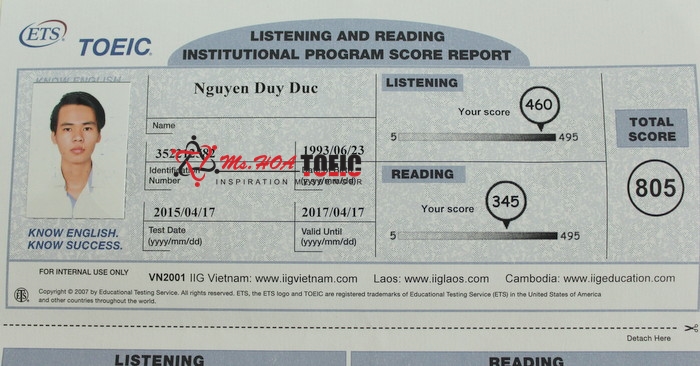 ETS
TOEIC
LISTENING AND READING
INSTITUTIONAL PROGRAM SCORE REPORT
KNOW ENGLISH
Nguyen Duy Duc
Name
1993/06/23
Identification
Number
(yyyy/mm/dd)
Ms. HOA TOEIC
INSPIRATION
2015/04/17
Test Date
(yyyy/mm/dd)
2017/04/17
Valid Until
(yyyy/mm/dd)
KNOW ENGLISH.
KNOW SUCCESS.
LISTENING
Your score
460
5
495
READING
Your score
345
5
495
TOTAL
SCORE
805
FOR INTERNAL USE ONLY
VN2001 IIG Vietnam: www.iigvietnam.com Laos: www.iiglaos.com Cambodia: www.iigeducation.com
ETS Copyright © 2007 by Educational Testing Service. All rights reserved. ETS, the ETS logo and TOEIC are registered trademarks of Educational Testing Service (ETS) in the United States of America
and other countries throughout the world.
Detach Here
LISTENING
READING